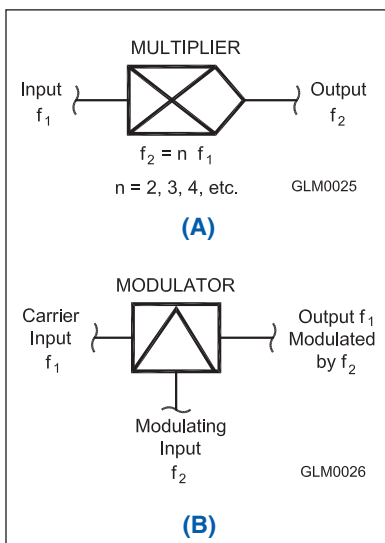 MULTIPLIER
Input
f₁
Output
f₂
f₂ = n f₁
n = 2, 3, 4, etc.
GLM0025
(A)
MODULATOR
Carrier
Input
f₁
Output f₁
Modulated
by f₂
Modulating
Input
f₂
GLM0026
(B)